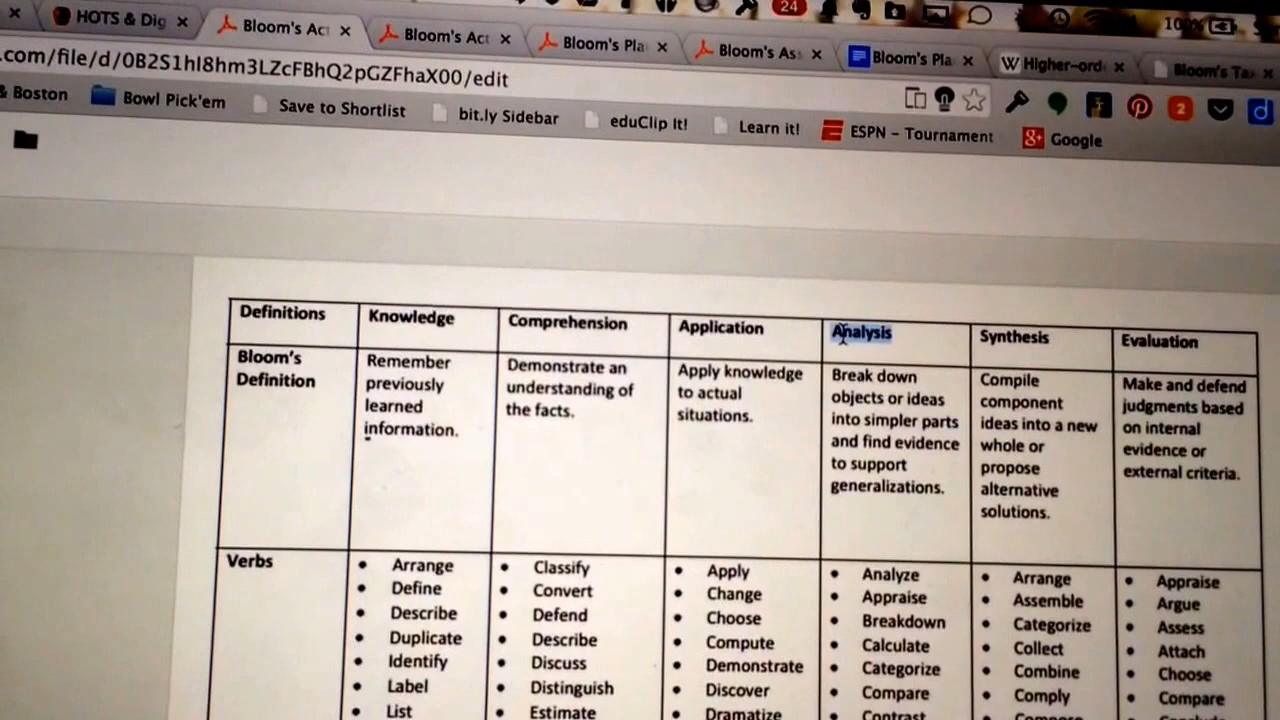 24
100%
HOTS & Dig
Bloom's Act
Bloom's Act
Bloom's Pla
Bloom's Ass
Bloom's Pla
W Higher-ord
Bloom's Tax
.com/file/d/0B2S1hl8hm3LZcFBhQ2pGZFhaX00/edit
& Boston
Bowl Pick'em
Save to Shortlist
bit.ly Sidebar
eduClip It!
Learn it!
ESPN - Tournament
g+ Google
2
d
Definitions
Knowledge
Comprehension
Application
Analysis
Synthesis
Evaluation
Bloom's
Definition
Remember
previously
learned
information.
Demonstrate an
understanding of
the facts.
Apply knowledge
to actual
situations.
Break down
objects or ideas
into simpler parts
and find evidence
to support
generalizations.
Compile
component
ideas into a new
whole or
propose
alternative
solutions.
Make and defend
judgments based
on internal
evidence or
external criteria.
Verbs
• Arrange
• Define
• Describe
• Duplicate
• Identify
• Label
• List
• Classify
• Convert
• Defend
• Describe
• Discuss
• Distinguish
• Estimate
• Apply
• Change
• Choose
• Compute
• Demonstrate
• Discover
• Dramatize
• Analyze
• Appraise
• Breakdown
• Calculate
• Categorize
• Compare
• Contrast
• Arrange
• Assemble
• Categorize
• Collect
• Combine
• Comply
• Appraise
• Argue
• Assess
• Attach
• Choose
• Compare